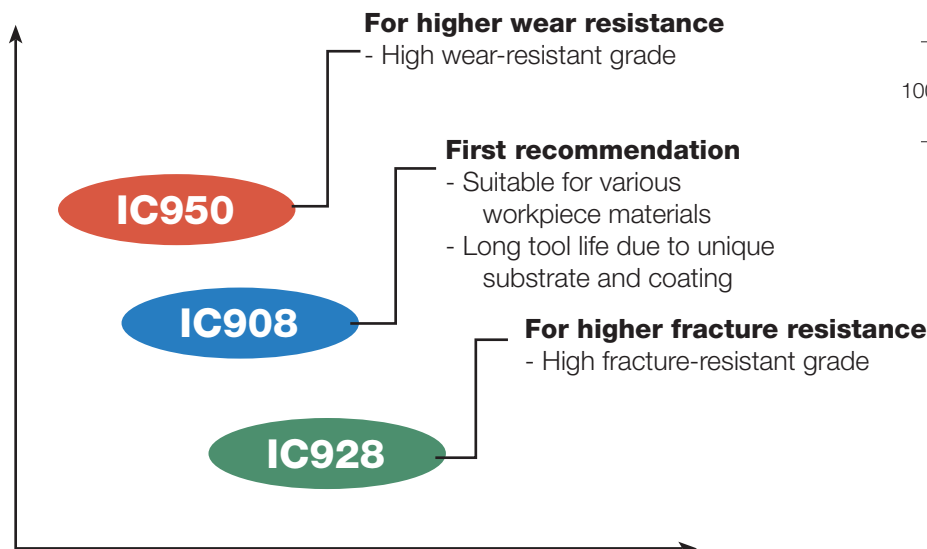 For higher wear resistance
- High wear-resistant grade
First recommendation
- Suitable for various
workpiece materials
- Long tool life due to unique
substrate and coating
For higher fracture resistance
- High fracture-resistant grade
IC950
IC908
IC928